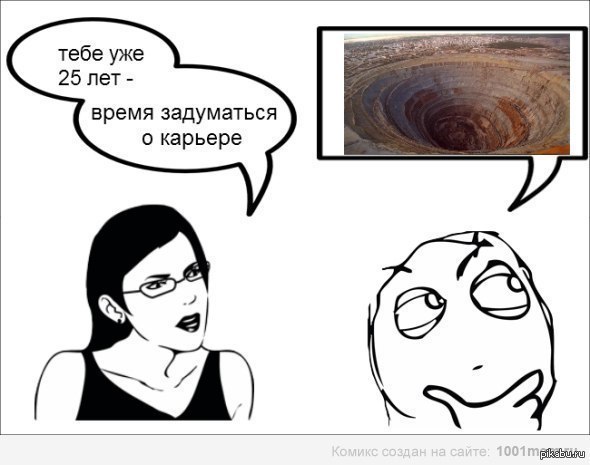 тебе уже
25 лет -
время задуматься
о карьере
Комикс создан на сайте:
pikabu.ru